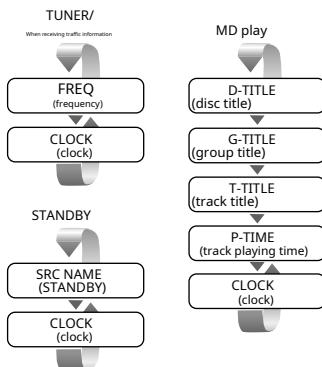 TUNER/
When receiving traffic information
FREQ
(frequency)
CLOCK
(clock)
STANDBY
SRC NAME
(STANDBY)
CLOCK
(clock)
MD play
D-TITLE
(disc title)
G-TITLE
(group title)
T-TITLE
(track title)
P-TIME
(track playing time)
CLOCK
(clock)